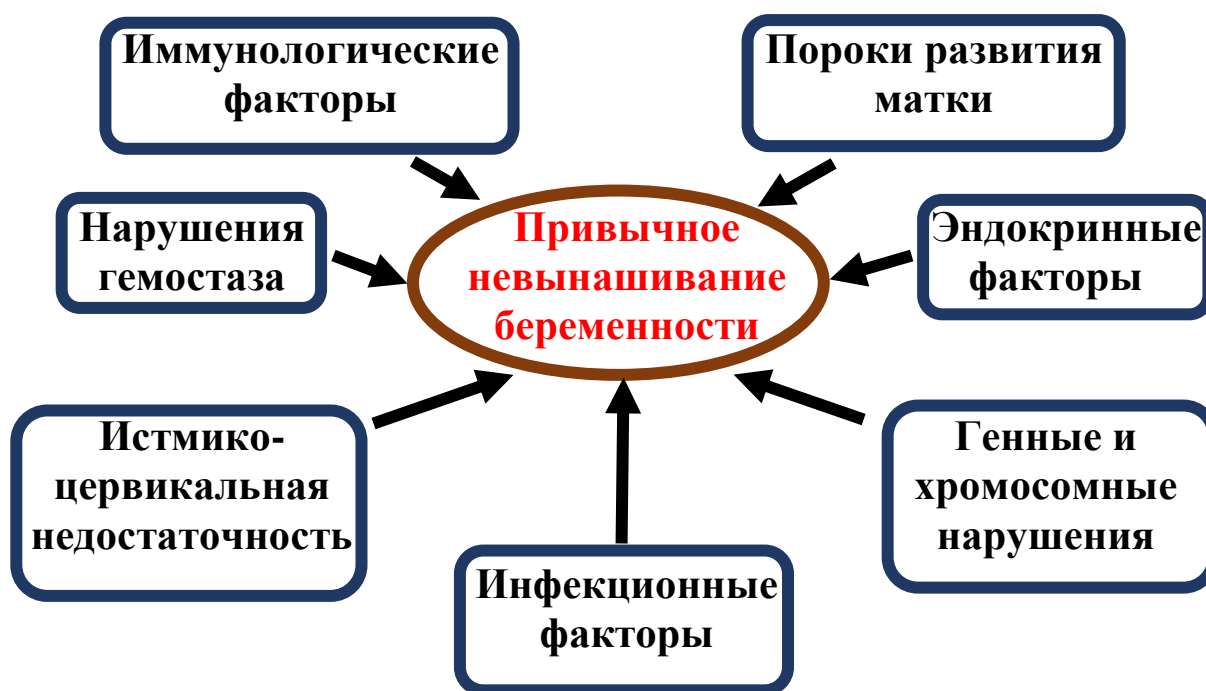 Иммунологические
факторы
Пороки развития
матки
Нарушения
гемостаза
Привычное
невынашивание
беременности
Эндокринные
факторы
Истмико-
цервикальная
недостаточность
Инфекционные
факторы
Генные и
хромосомные
нарушения